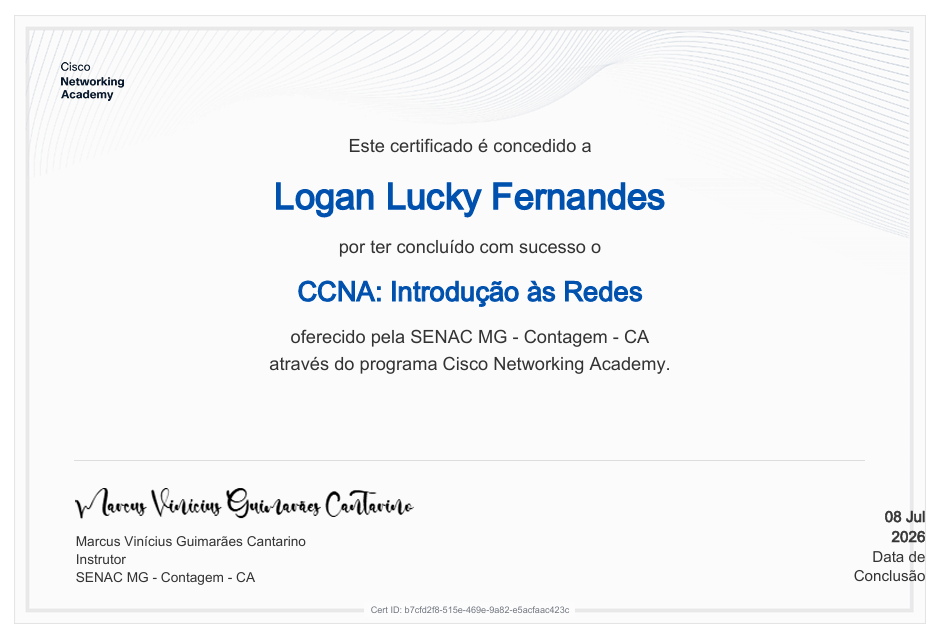 Cisco
Networking
Academy
Este certificado é concedido a
Logan Lucky Fernandes
por ter concluído com sucesso o
CCNA: Introdução às Redes
oferecido pela SENAC MG - Contagem - CA
através do programa Cisco Networking Academy.
Marcus Vinícius Guimarães Cantarino
Marcus Vinícius Guimarães Cantarino
Instrutor
SENAC MG - Contagem - CA
08 Jul
2026
Data de
Conclusão
Cert ID: b7cfd2f8-515e-469e-9a82-e5acfaac423c